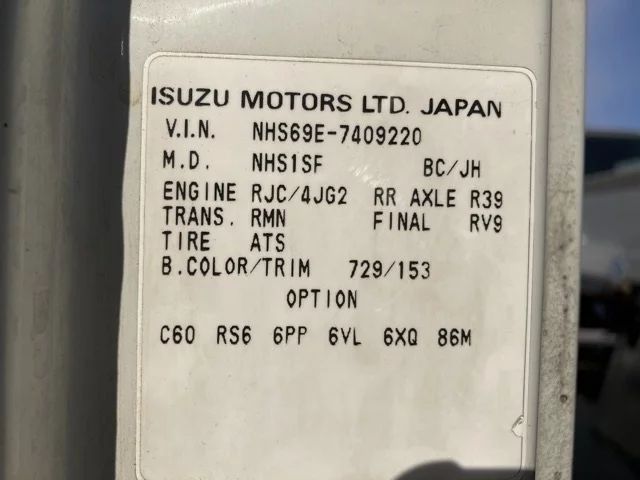 ISUZU MOTORS LTD. JAPAN
V.I.N. NHS69E-7409220
M.D. NHS1SF BC/JH
ENGINE RJC/4JG2 RR AXLE R39
TRANS. RMN FINAL RV9
TIRE ATS
B.COLOR/TRIM 729/153
OPTION
C60 RS6 6PP 6VL 6XQ 86M